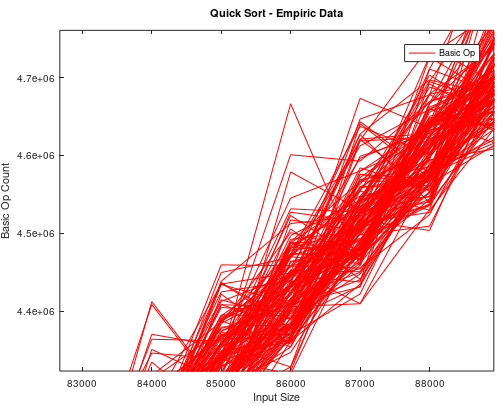 Quick Sort - Empiric Data
Basic Op
4.7e+06
4.6e+06
4.5e+06
4.4e+06
Basic Op Count
83000 84000 85000 86000 87000 88000
Input Size